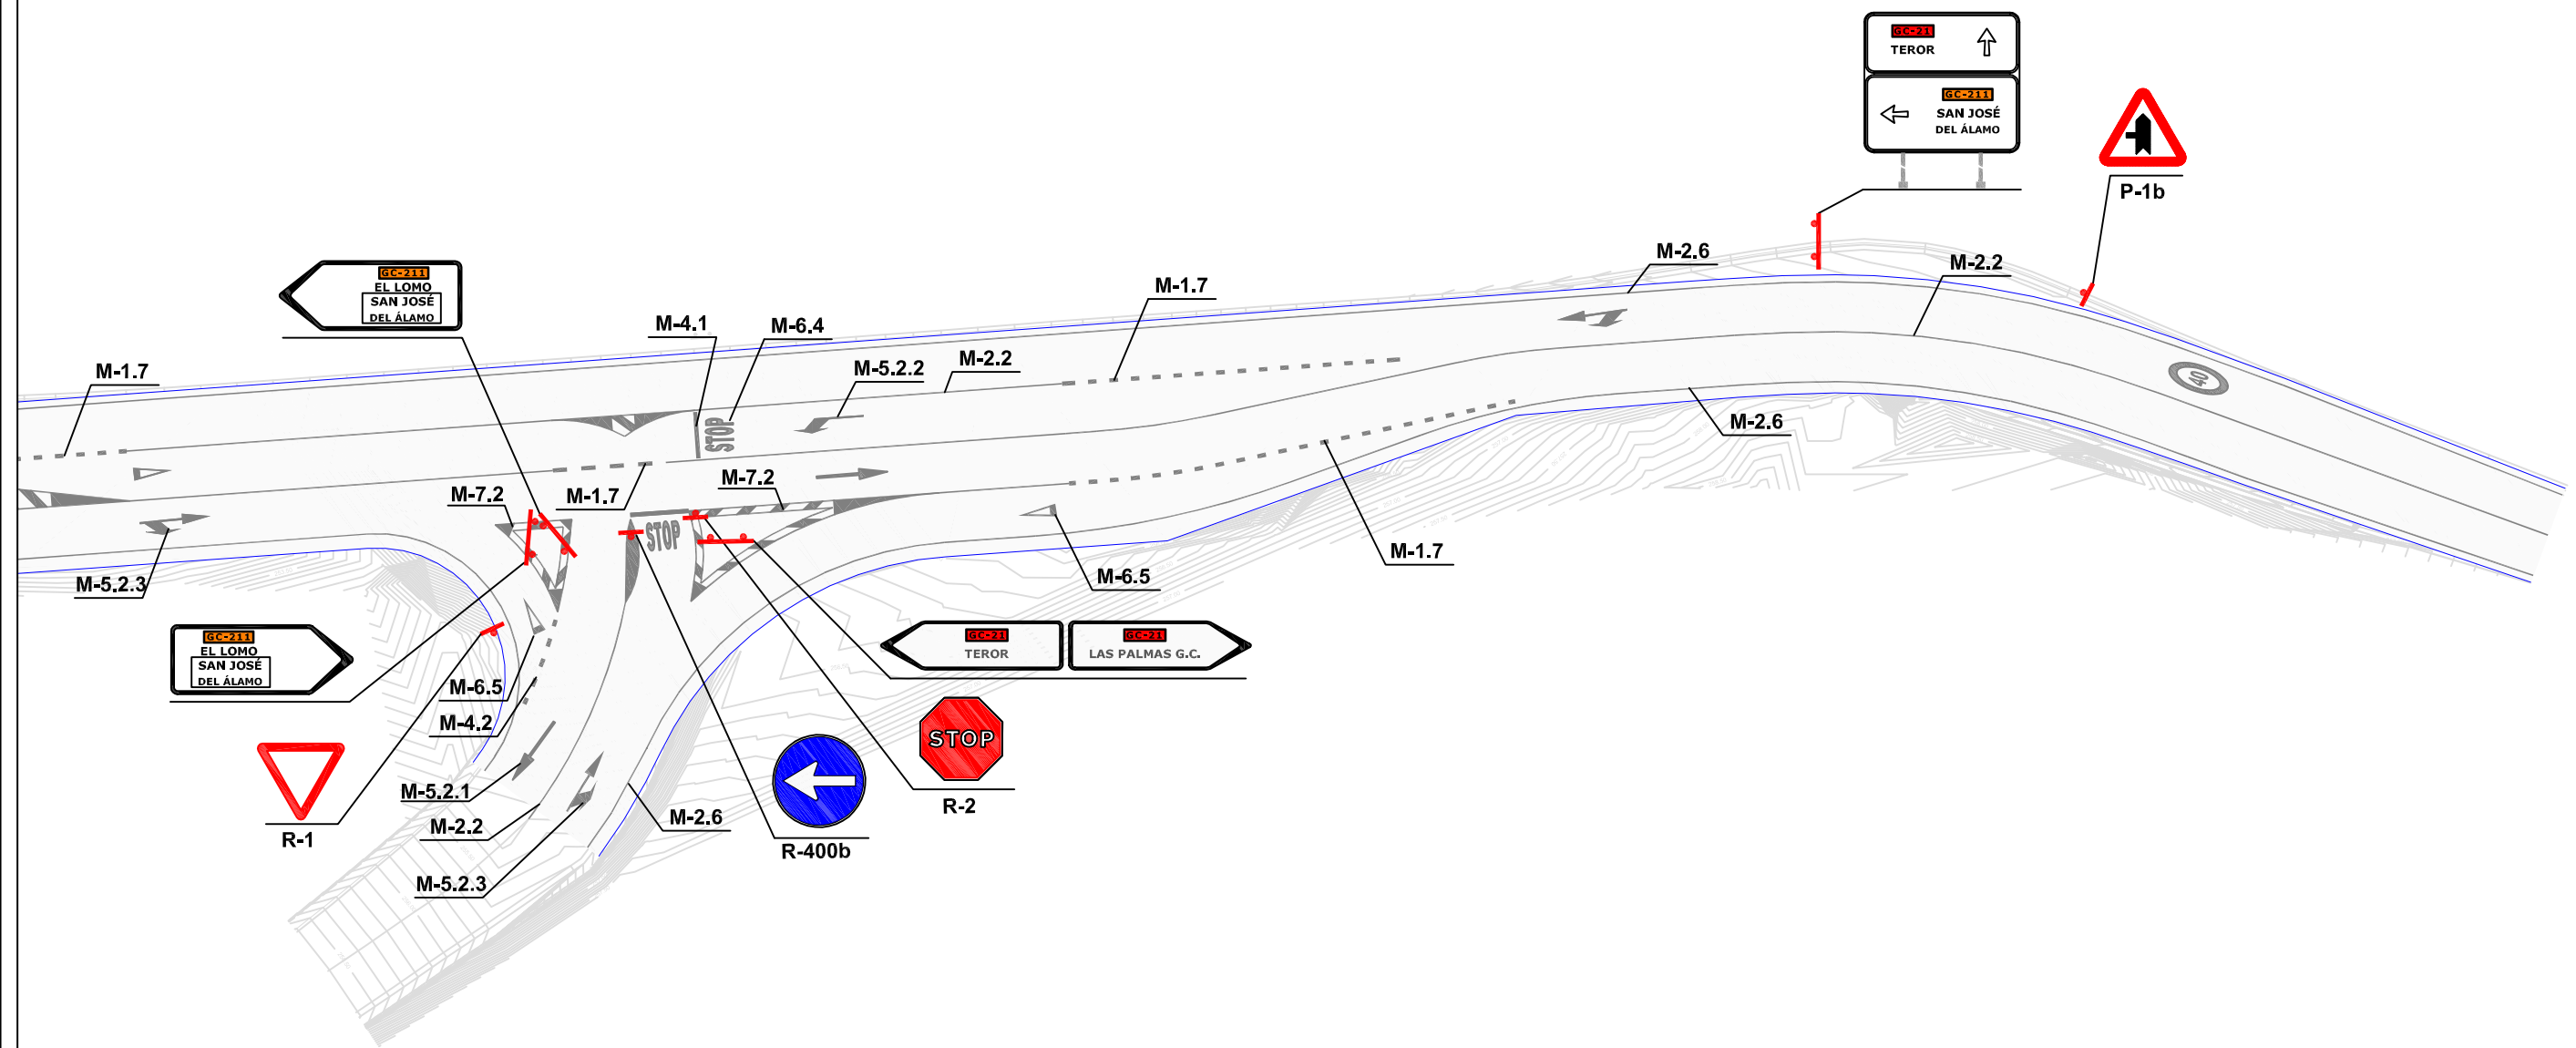 GC-21
TEROR
GC-211
SAN JOSÉ
DEL ÁLAMO
P-1b
M-2.6
M-2.2
GC-211
EL LOMO
SAN JOSÉ
DEL ÁLAMO
M-1.7
M-4.1
M-6.4
M-2.2
M-5.2.2
M-1.7
40
STOP
M-2.6
M-7.2
M-1.7
M-7.2
STOP
M-1.7
M-6.5
M-5.2.3
GC-211
EL LOMO
SAN JOSÉ
DEL ÁLAMO
GC-21
TEROR
GC-21
LAS PALMAS G.C.
M-6.5
M-4.2
STOP
R-2
M-5.2.1
M-2.2
M-2.6
R-1
R-400b
M-5.2.3